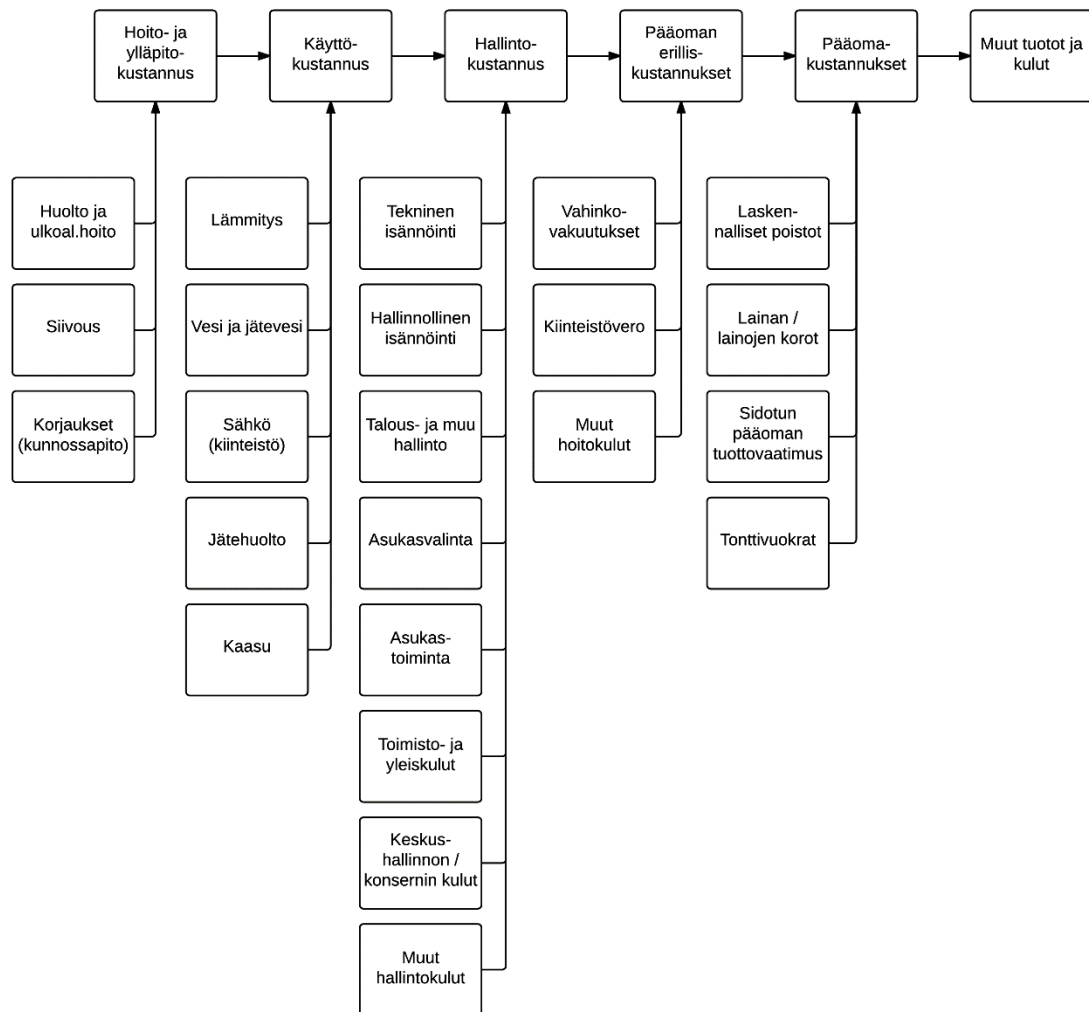 Hoito- ja
ylläpito-
kustannus
Käyttö-
kustannus
Hallinto-
kustannus
Pääoman
erillis-
kustannukset
Pääoma-
kustannukset
Muut tuotot ja
kulut
Huolto ja
ulkoal.hoito
Siivous
Korjaukset
(kunnossapito)
Lämmitys
Vesi ja jätevesi
Sähkö
(kiinteistö)
Jätehuolto
Kaasu
Tekninen
isännöinti
Hallinnollinen
isännöinti
Talous- ja muu
hallinto
Asukasvalinta
Asukas-
toiminta
Toimisto- ja
yleiskulut
Keskus-
hallinnon /
konsernin kulut
Muut
hallintokulut
Vahinko-
vakuutukset
Kiinteistövero
Muut
hoitokulut
Lasken-
nalliset poistot
Lainan /
lainojen korot
Sidotun
pääoman
tuottovaatimus
Tonttivuokrat